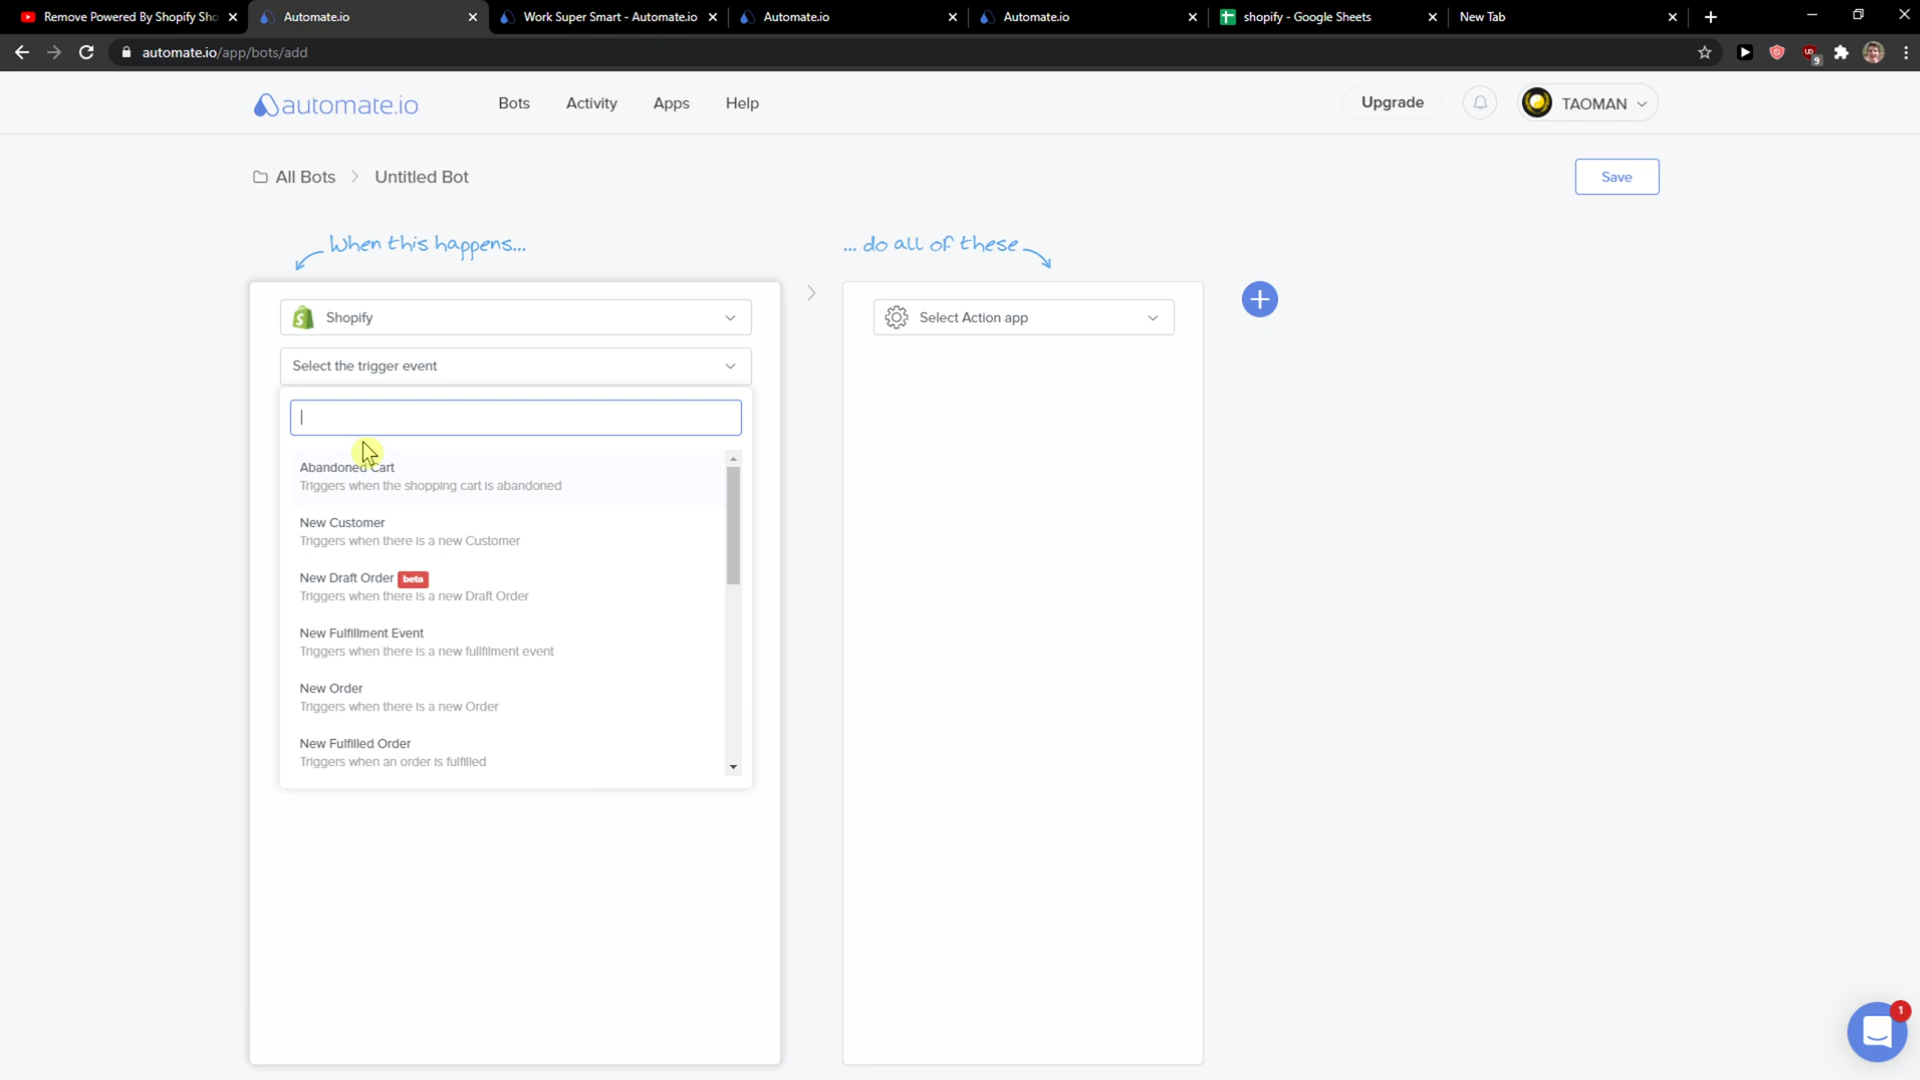 Remove Powered By Shopify Sho
Automate.io
Work Super Smart - Automate.io
Automate.io
Automate.io
shopify - Google Sheets
New Tab
automate.io/app/bots/add
9
automate.io
Bots
Activity
Apps
Help
Upgrade
TAOMAN
All Bots
Untitled Bot
Save
When this happens...
... do all of these
Shopify
Select Action app
Select the trigger event
Abandoned Cart
Triggers when the shopping cart is abandoned
New Customer
Triggers when there is a new Customer
New Draft Order beta
Triggers when there is a new Draft Order
New Fulfillment Event
Triggers when there is a new fullfilment event
New Order
Triggers when there is a new Order
New Fulfilled Order
Triggers when an order is fulfilled
1